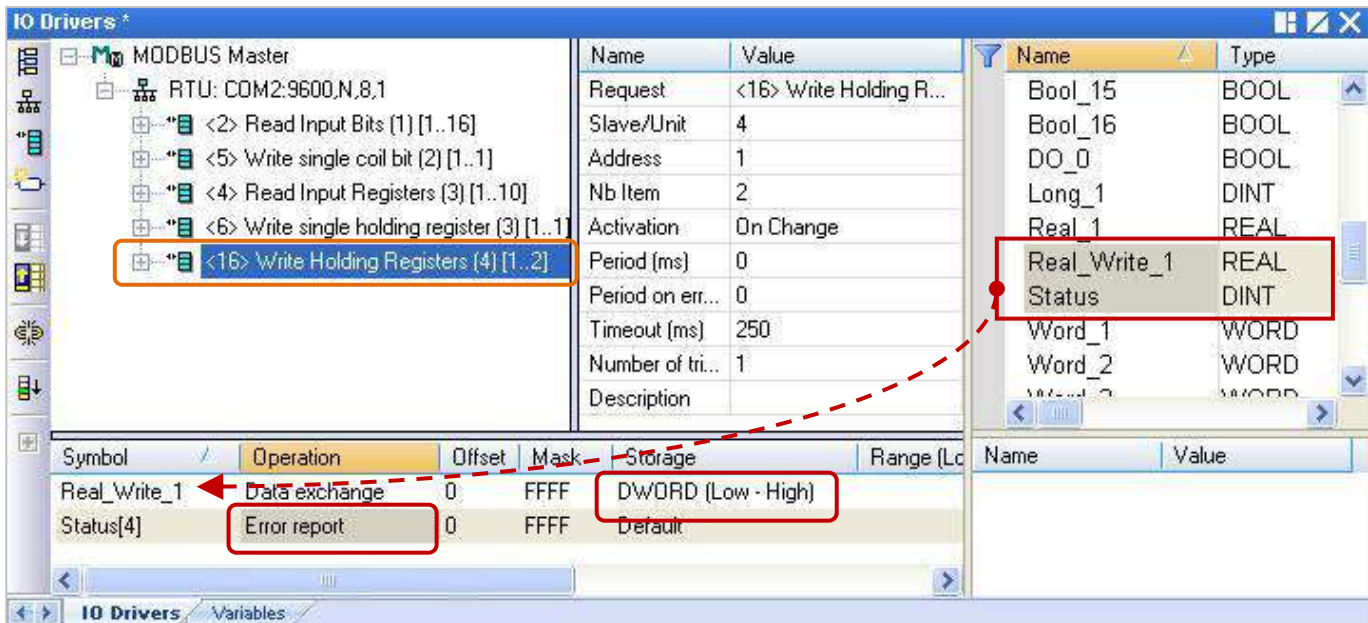 IO Drivers *
MODBUS Master
RTU: COM2:9600,N,8,1
<2> Read Input Bits (1) [1..16]
<5> Write single coil bit (2) [1..1]
<4> Read Input Registers (3) [1..10]
<6> Write single holding register (3) [1..1]
<16> Write Holding Registers (4) [1..2]
Name Value
Request <16> Write Holding R...
Slave/Unit 4
Address 1
Nb Item 2
Activation On Change
Period (ms) 0
Period on err... 0
Timeout (ms) 250
Number of tri... 1
Description
Name Type
Bool_15 BOOL
Bool_16 BOOL
DO_0 BOOL
Long_1 DINT
Real_1 REAL
Real_Write_1 REAL
Status DINT
Word_1 WORD
Word_2 WORD
Symbol Operation Offset Mask Storage Range (Lo
Real_Write_1 Data exchange 0 FFFF DWORD (Low - High)
Status[4] Error report 0 FFFF Default
Name Value
IO Drivers Variables